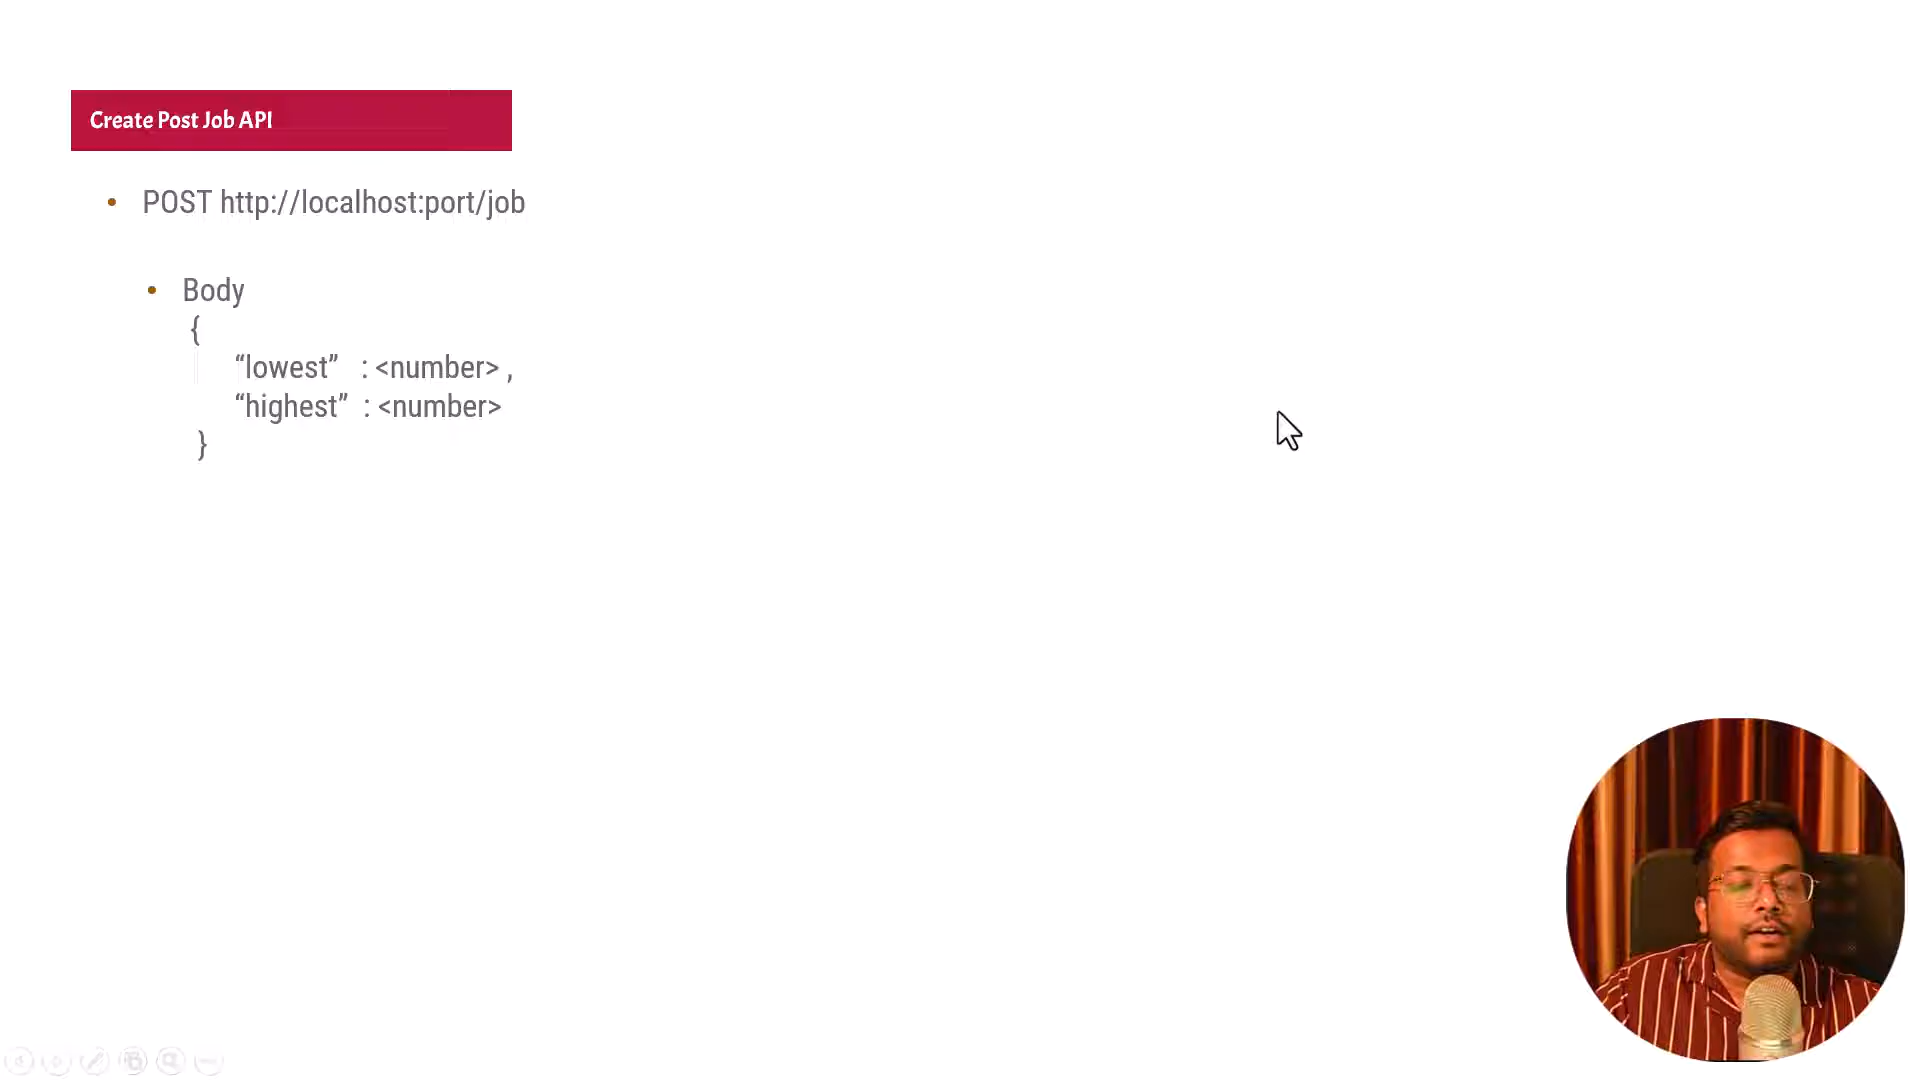 Create Post Job API
• POST http://localhost:port/job
• Body
{
“lowest” : <number> ,
“highest” : <number>
}